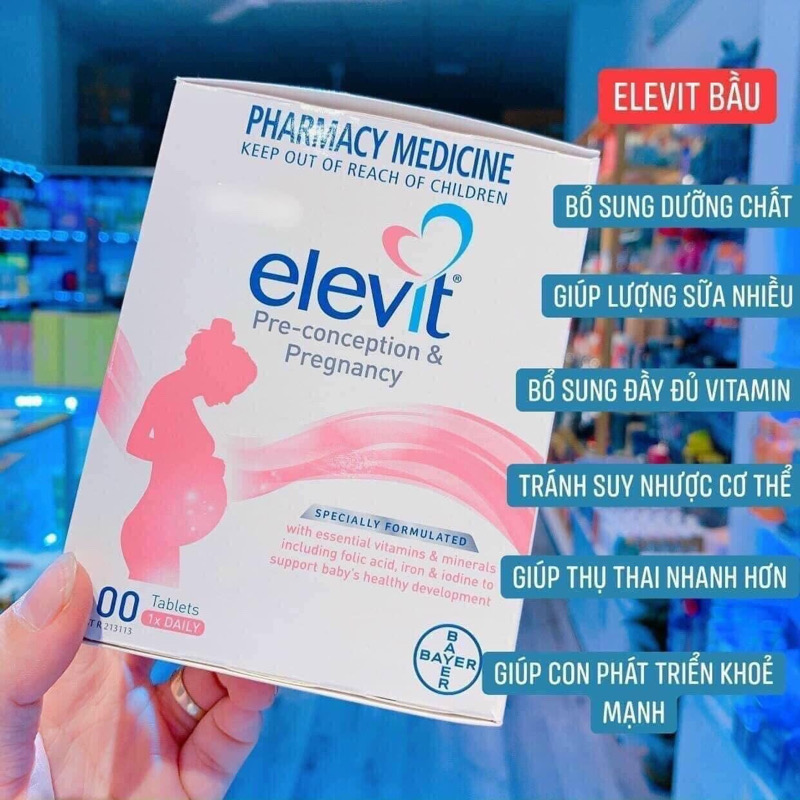 PHARMACY MEDICINE
KEEP OUT OF REACH OF CHILDREN
elevit®
Pre-conception &
Pregnancy
SPECIALLY FORMULATED
with essential vitamins & minerals
including folic acid, iron & iodine to
support baby's healthy development
00 Tablets
1x DAILY
213113
BAYER
BAYER
ELEVIT BẦU
BỔ SUNG DƯỠNG CHẤT
GIÚP LƯỢNG SỮA NHIỀU
BỔ SUNG ĐẦY ĐỦ VITAMIN
TRÁNH SUY NHƯỢC CƠ THỂ
GIÚP THỤ THAI NHANH HƠN
GIÚP CON PHÁT TRIỂN KHOẺ
MẠNH